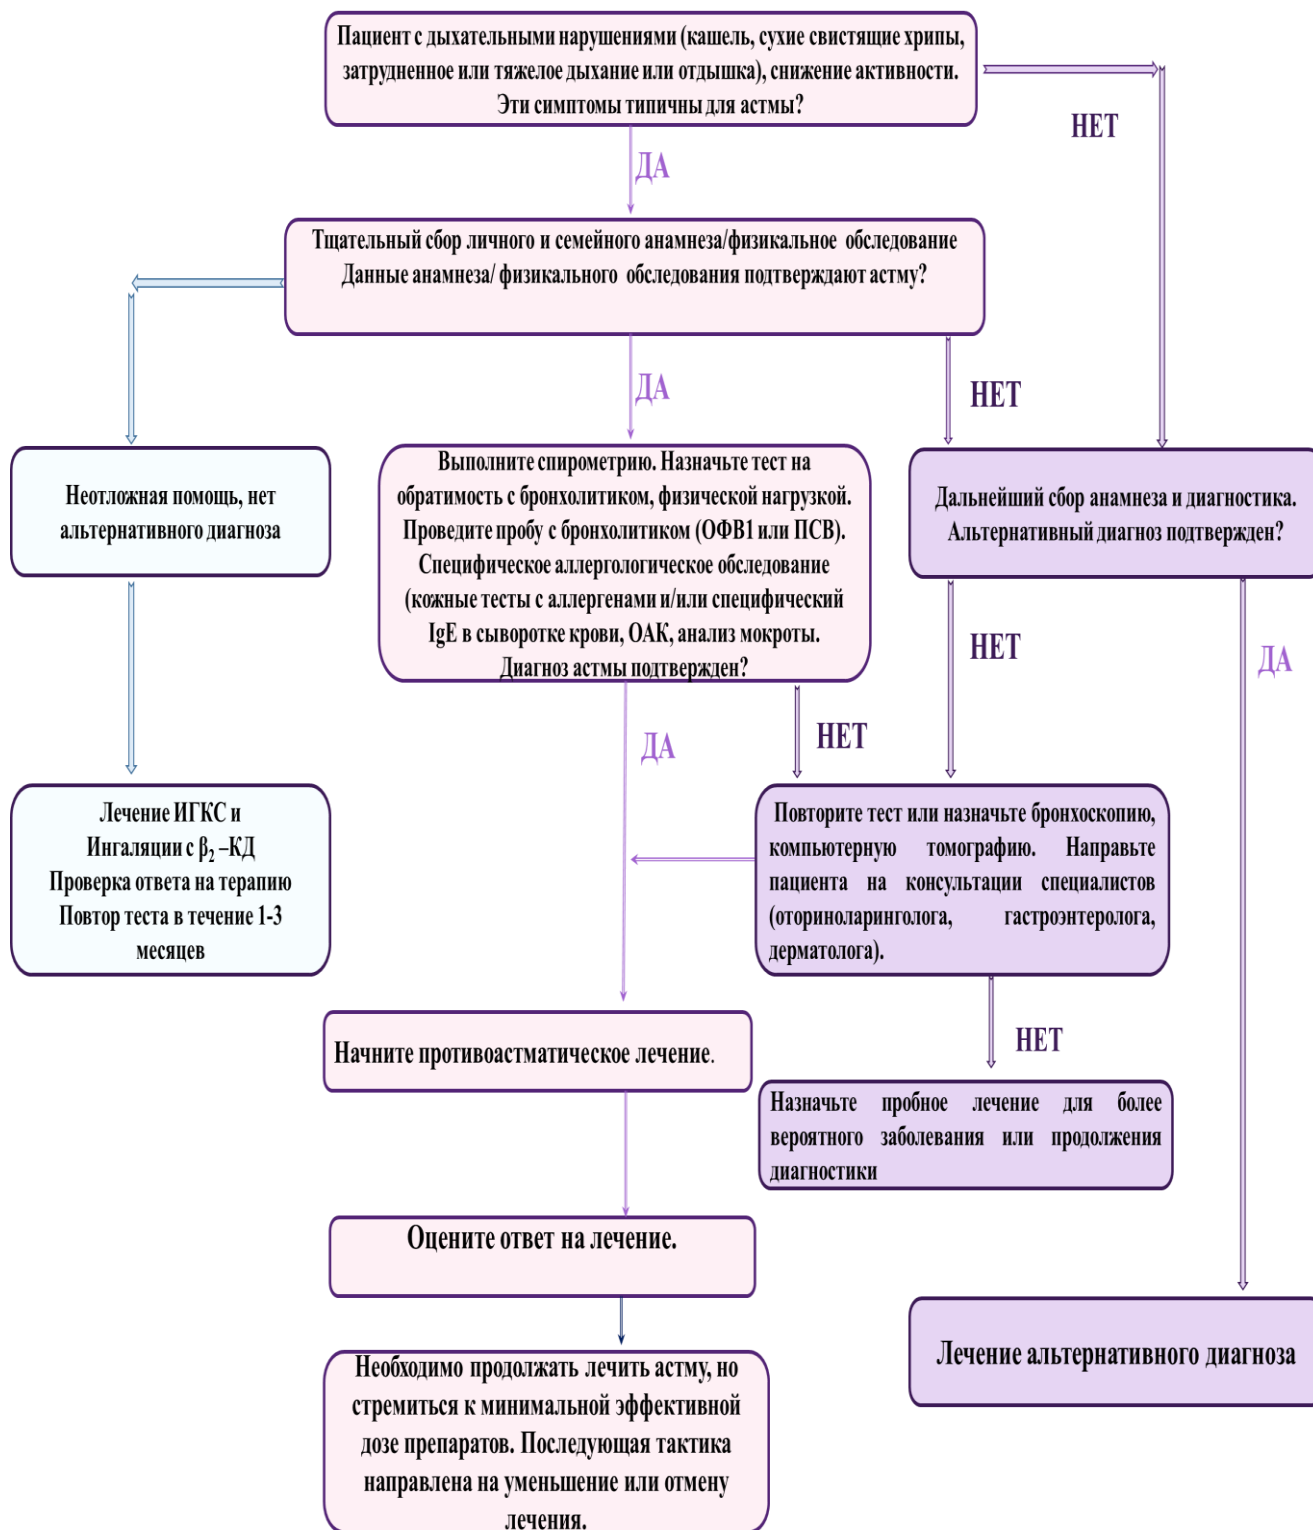 Пациент с дыхательными нарушениями (кашель, сухие свистящие хрипы,
затрудненное или тяжелое дыхание или отдышка), снижение активности.
Эти симптомы типичны для астмы?
НЕТ
ДА
Тщательный сбор личного и семейного анамнеза/физикальное обследование
Данные анамнеза/ физикального обследования подтверждают астму?
ДА
НЕТ
Неотложная помощь, нет
альтернативного диагноза
Выполните спирометрию. Назначьте тест на
обратимость с бронхолитиком, физической нагрузкой.
Проведите пробу с бронхолитиком (ОФВ1 или ПСВ).
Специфическое аллергологическое обследование
(кожные тесты с аллергенами и/или специфический
IgE в сыворотке крови, ОАК, анализ мокроты.
Диагноз астмы подтвержден?
Дальнейший сбор анамнеза и диагностика.
Альтернативный диагноз подтвержден?
НЕТ
ДА
ДА
НЕТ
Лечение ИГКС и
Ингаляции с β₂ –КД
Проверка ответа на терапию
Повтор теста в течение 1-3
месяцев
Повторите тест или назначьте бронхоскопию,
компьютерную томографию. Направьте
пациента на консультации специалистов
(оториноларинголога, гастроэнтеролога,
дерматолога).
Начните противоастматическое лечение.
НЕТ
Назначьте пробное лечение для более
вероятного заболевания или продолжения
диагностики
Оцените ответ на лечение.
Лечение альтернативного диагноза
Необходимо продолжать лечить астму, но
стремиться к минимальной эффективной
дозе препаратов. Последующая тактика
направлена на уменьшение или отмену
лечения.